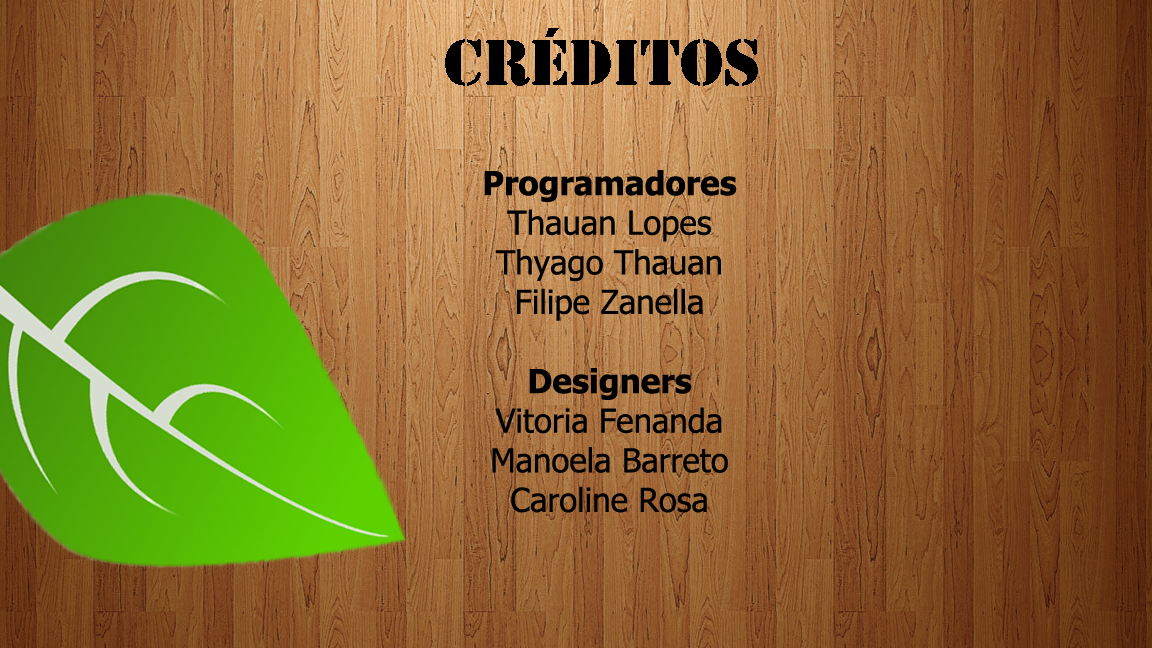 CRÉDITOS
Programadores
Thauan Lopes
Thyago Thauan
Filipe Zanella
Designers
Vitoria Fenanda
Manoela Barreto
Caroline Rosa